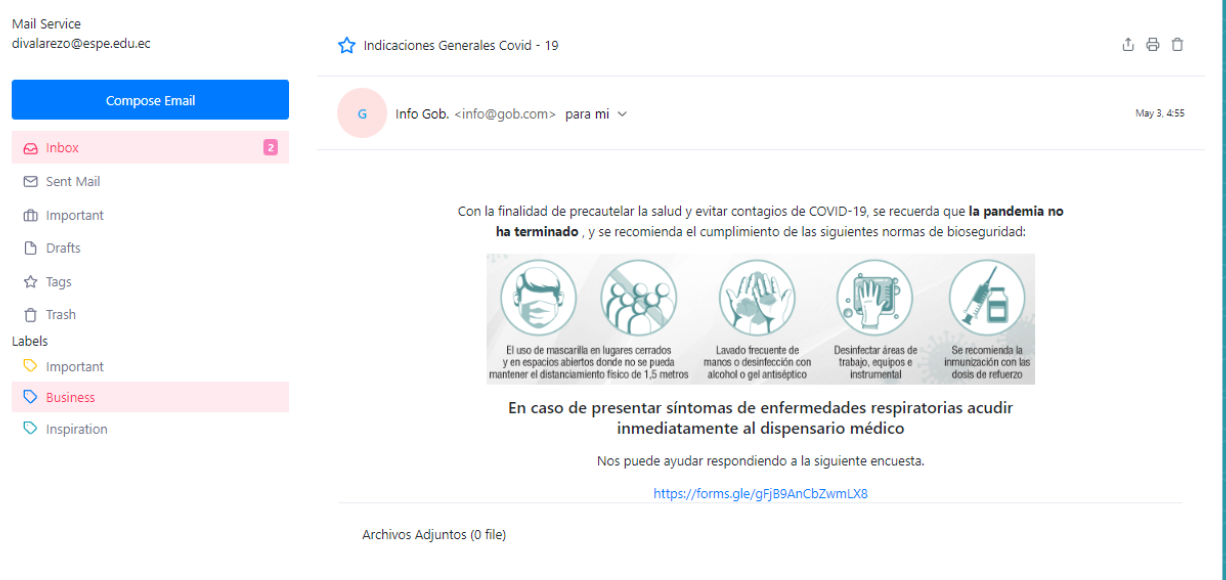 Mail Service
divalarezo@espe.edu.ec
Compose Email
Inbox 2
Sent Mail
Important
Drafts
Tags
Trash
Labels
Important
Business
Inspiration
Indicaciones Generales Covid - 19
G Info Gob. <info@gob.com> para mi
May 3, 4:55
Con la finalidad de precautelar la salud y evitar contagios de COVID-19, se recuerda que la pandemia no
ha terminado , y se recomienda el cumplimiento de las siguientes normas de bioseguridad:
El uso de mascarilla en lugares cerrados
y en espacios abiertos donde no se pueda
mantener el distanciamiento físico de 1,5 metros
Lavado frecuente de
manos o desinfección con
alcohol o gel antiséptico
Desinfectar áreas de
trabajo, equipos e
instrumental
Se recomienda la
inmunización con las
dosis de refuerzo
En caso de presentar síntomas de enfermedades respiratorias acudir
inmediatamente al dispensario médico
Nos puede ayudar respondiendo a la siguiente encuesta.
https://forms.gle/gFjB9AnCbZwmLX8
Archivos Adjuntos (0 file)